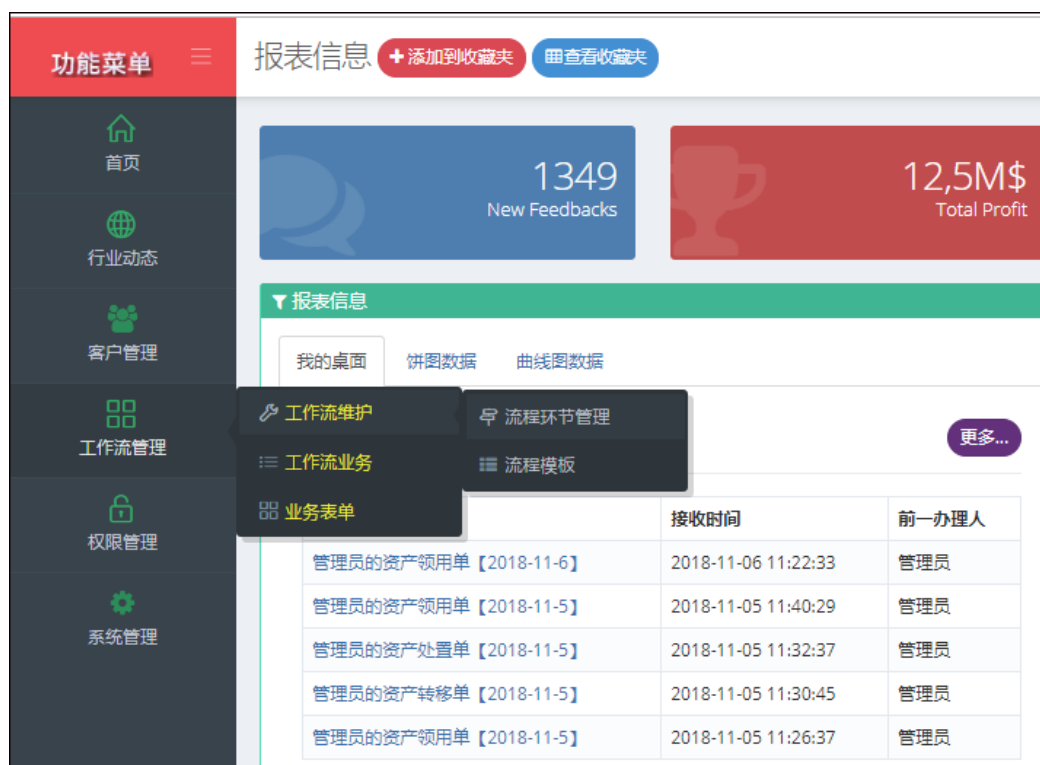 功能菜单
报表信息
添加到收藏夹
查看收藏夹
首页
行业动态
客户管理
工作流管理
权限管理
系统管理
1349
New Feedbacks
12,5M$
Total Profit
报表信息
我的桌面
饼图数据
曲线图数据
工作流维护
工作流业务
业务表单
流程环节管理
流程模板
更多...
接收时间
前一办理人
管理员的资产领用单【2018-11-6】
2018-11-06 11:22:33
管理员
管理员的资产领用单【2018-11-5】
2018-11-05 11:40:29
管理员
管理员的资产处置单【2018-11-5】
2018-11-05 11:32:37
管理员
管理员的资产转移单【2018-11-5】
2018-11-05 11:30:45
管理员
管理员的资产领用单【2018-11-5】
2018-11-05 11:26:37
管理员